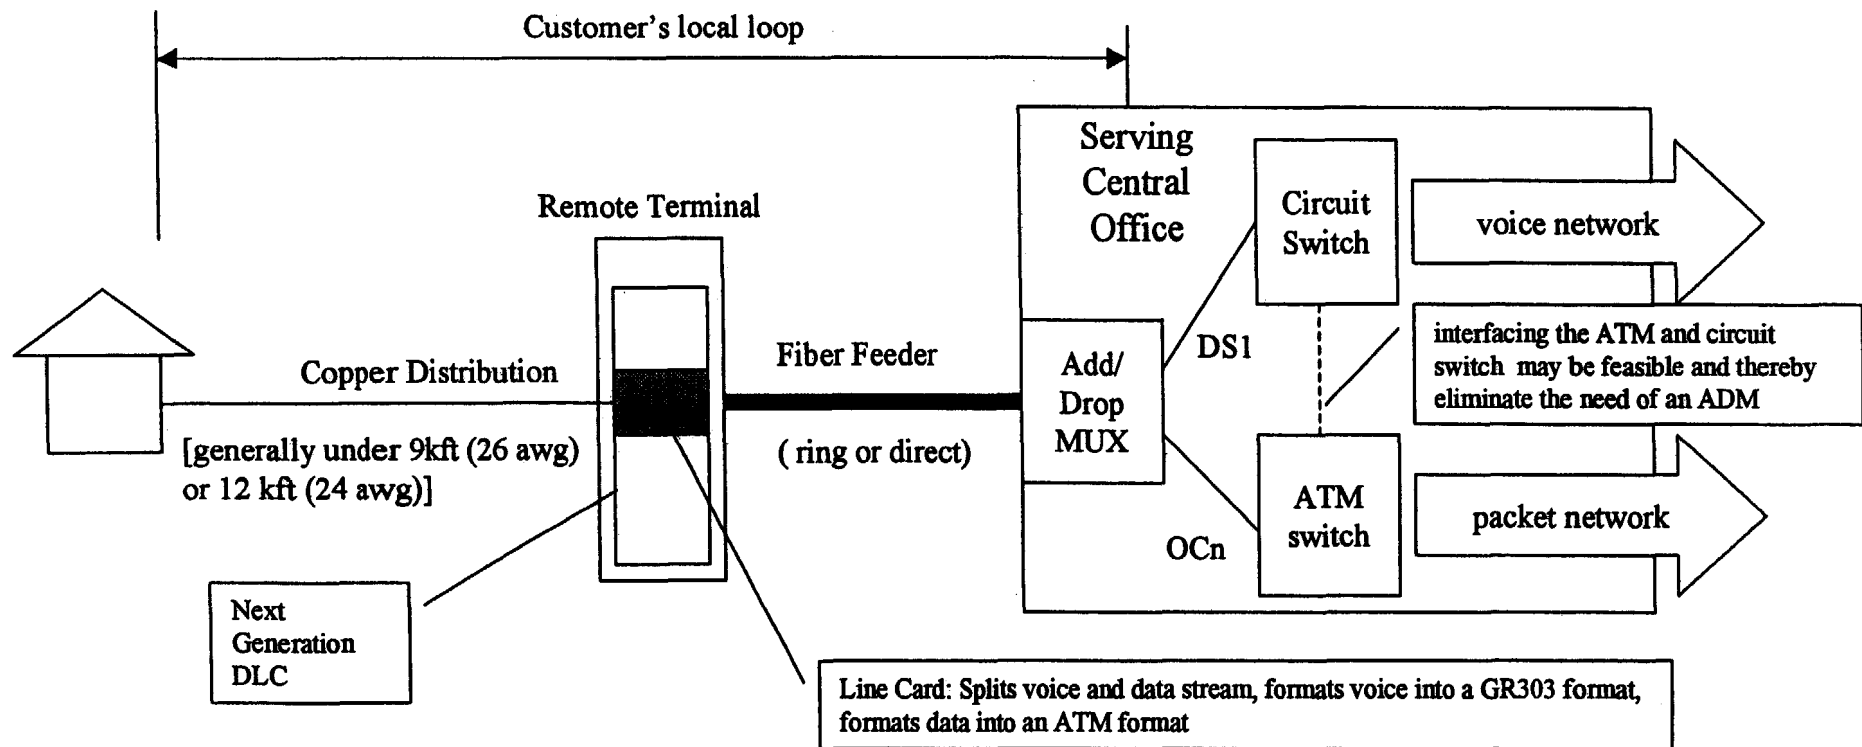 Customer's local loop
Serving
Central
Office
Circuit
Switch
voice network
Remote Terminal
interfacing the ATM and circuit
switch may be feasible and thereby
eliminate the need of an ADM
DS1
Add/
Drop
MUX
Fiber Feeder
Copper Distribution
( ring or direct)
[generally under 9kft (26 awg)
or 12 kft (24 awg)]
ATM
switch
packet network
OCn
Next
Generation
DLC
Line Card: Splits voice and data stream, formats voice into a GR303 format,
formats data into an ATM format